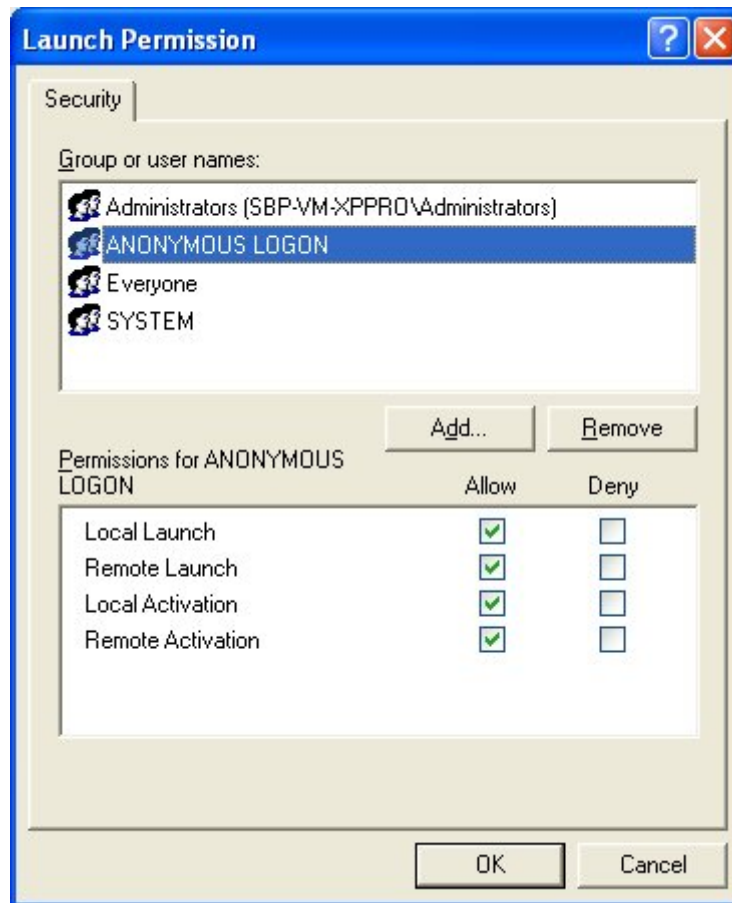 Launch Permission
Security
Group or user names:
Administrators (SBP-VM-XPPRO\Administrators)
ANONYMOUS LOGON
Everyone
SYSTEM
Add... Remove
Permissions for ANONYMOUS
LOGON Allow Deny
Local Launch
Remote Launch
Local Activation
Remote Activation
OK Cancel